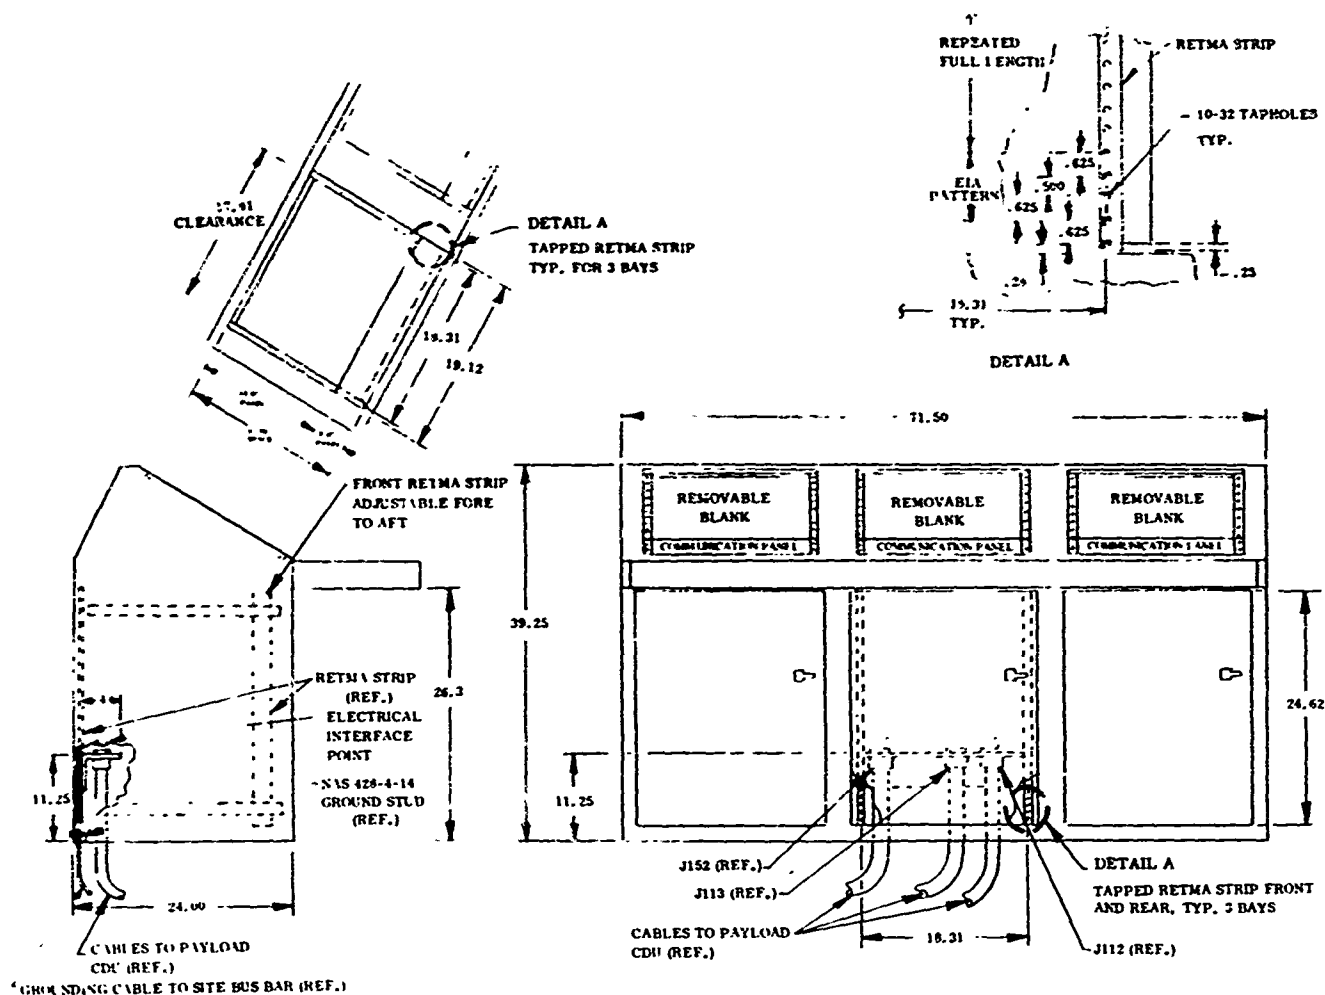 REPEATED
FULL LENGTH
RETMA STRIP
10-32 TAPHOLES
TYP.
.625
.500
EIA
PATTERN
.625
.625
.25
TYP.
DETAIL A
CLEARANCE
DETAIL A
TAPPED RETMA STRIP
TYP. FOR 3 BAYS
18.31
19.12
71.50
FRONT RETMA STRIP
ADJUSTABLE FORE
TO AFT
REMOVABLE
BLANK
COMMUNICATION PANEL
REMOVABLE
BLANK
COMMUNICATION PANEL
REMOVABLE
BLANK
COMMUNICATION PANEL
39.25
RETMA STRIP
(REF.)
26.3
24.62
ELECTRICAL
INTERFACE
POINT
NAS 428-4-14
GROUND STUD
(REF.)
11.25
11.25
J152 (REF.)
J113 (REF.)
DETAIL A
TAPPED RETMA STRIP FRONT
AND REAR, TYP. 3 BAYS
24.00
CABLES TO PAYLOAD
CDU (REF.)
18.31
J112 (REF.)
CABLES TO PAYLOAD
CDU (REF.)
GROUNDING CABLE TO SITE BUS BAR (REF.)